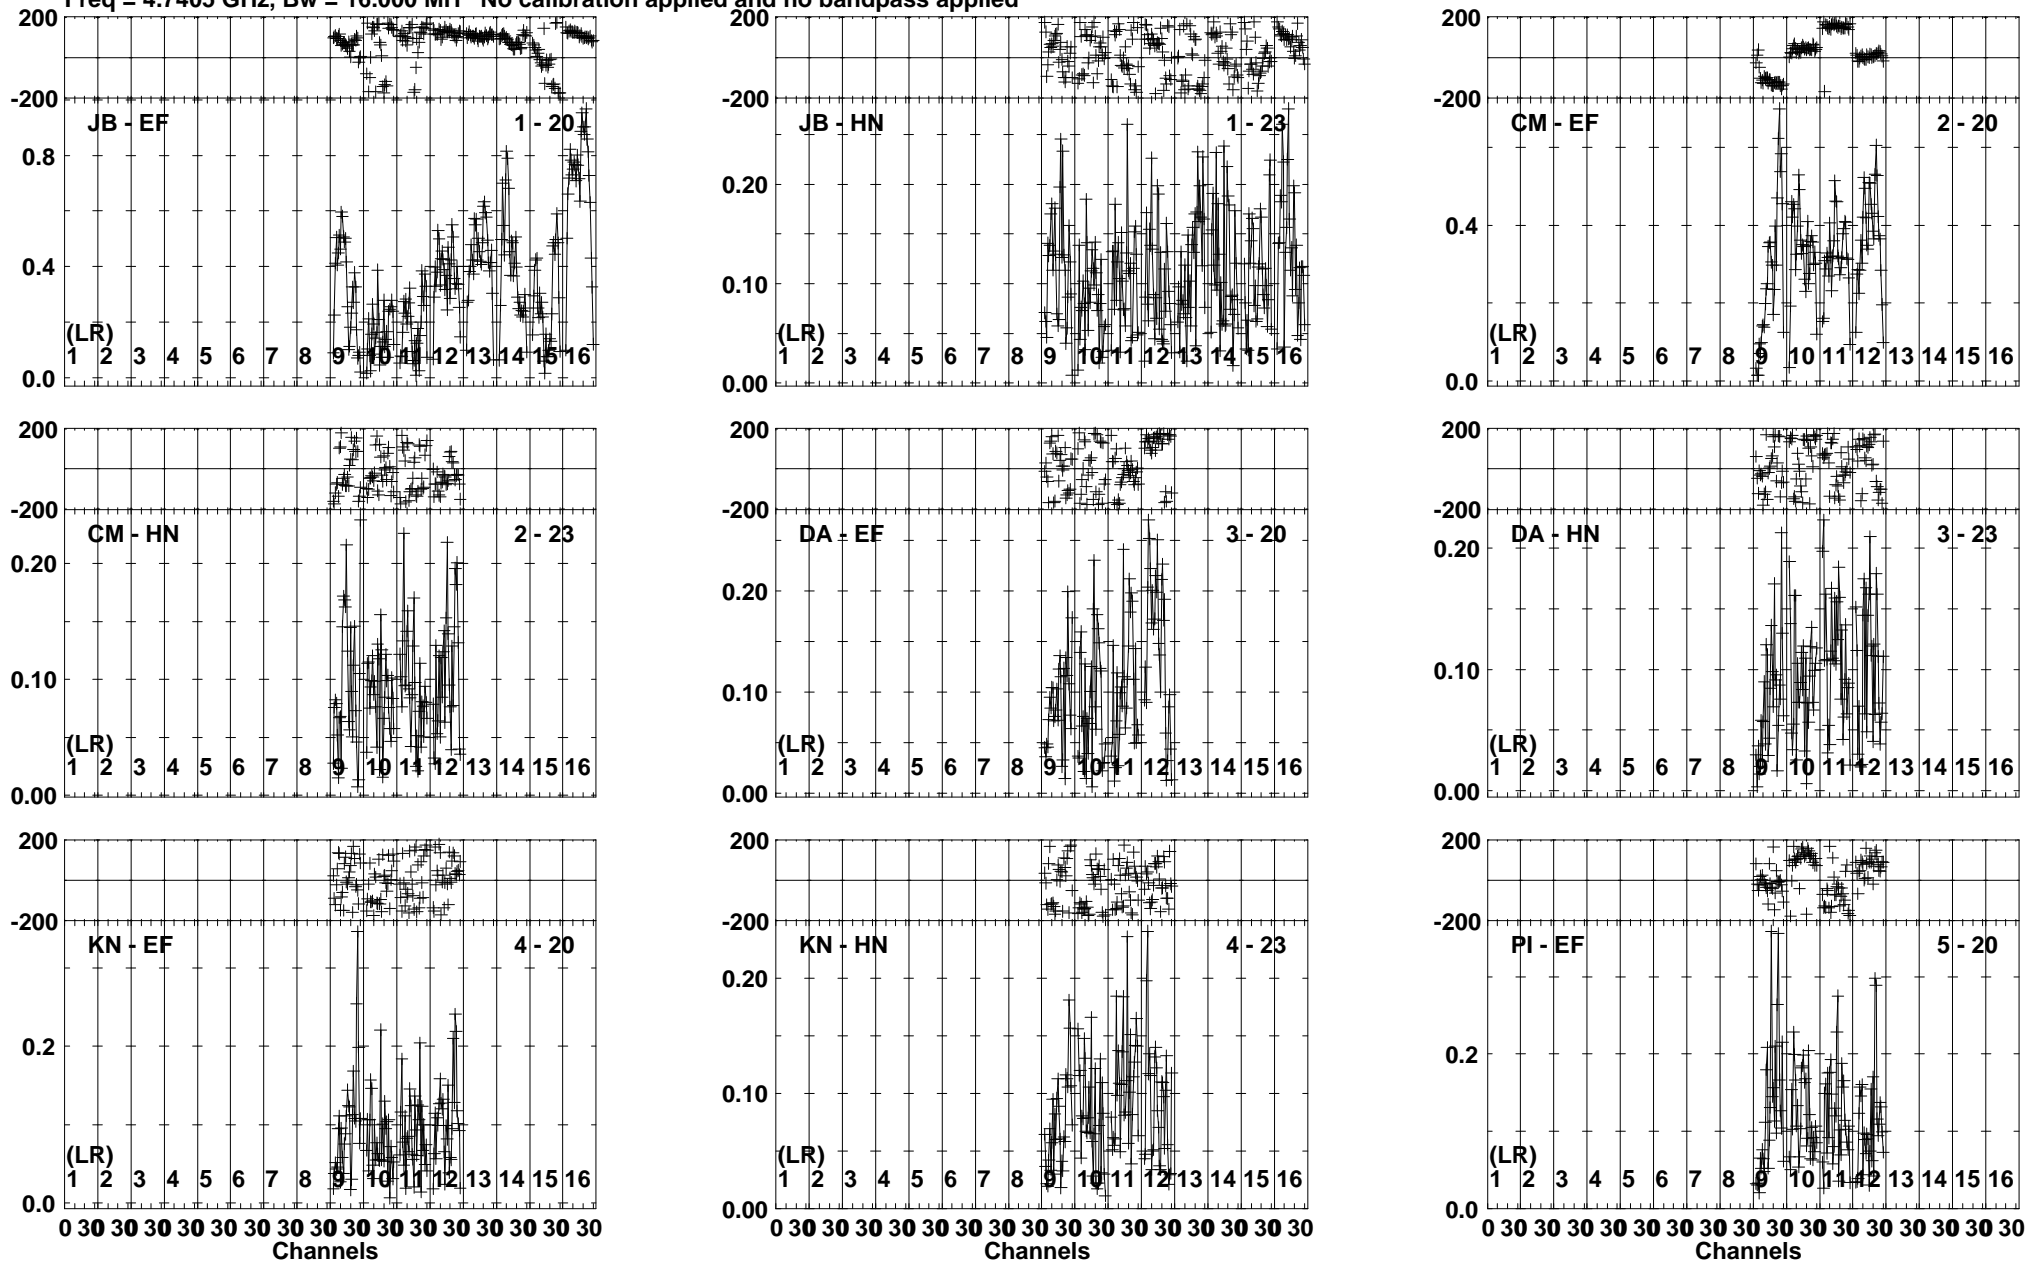 Freq = 4.7405 GHz, Bw = 16.000 MH No calibration applied and no bandpass applied
200
-200
JB - EF 1 - 20
0.8
0.4
0.0
(LR)
1 2 3 4 5 6 7 8 9 10 11 12 13 14 15 16
200
-200
JB - HN 1 - 23
0.20
0.10
0.00
(LR)
1 2 3 4 5 6 7 8 9 10 11 12 13 14 15 16
200
-200
CM - EF 2 - 20
0.4
0.0
(LR)
1 2 3 4 5 6 7 8 9 10 11 12 13 14 15 16
200
-200
CM - HN 2 - 23
0.20
0.10
0.00
(LR)
1 2 3 4 5 6 7 8 9 10 11 12 13 14 15 16
200
-200
DA - EF 3 - 20
0.20
0.10
0.00
(LR)
1 2 3 4 5 6 7 8 9 10 11 12 13 14 15 16
200
-200
DA - HN 3 - 23
0.20
0.10
0.00
(LR)
1 2 3 4 5 6 7 8 9 10 11 12 13 14 15 16
200
-200
KN - EF 4 - 20
0.2
0.0
(LR)
1 2 3 4 5 6 7 8 9 10 11 12 13 14 15 16
0 30 30 30 30 30 30 30 30 30 30 30 30 30 30 30 30
Channels
200
-200
KN - HN 4 - 23
0.20
0.10
0.00
(LR)
1 2 3 4 5 6 7 8 9 10 11 12 13 14 15 16
0 30 30 30 30 30 30 30 30 30 30 30 30 30 30 30 30
Channels
200
-200
PI - EF 5 - 20
0.2
0.0
(LR)
1 2 3 4 5 6 7 8 9 10 11 12 13 14 15 16
0 30 30 30 30 30 30 30 30 30 30 30 30 30 30 30 30
Channels